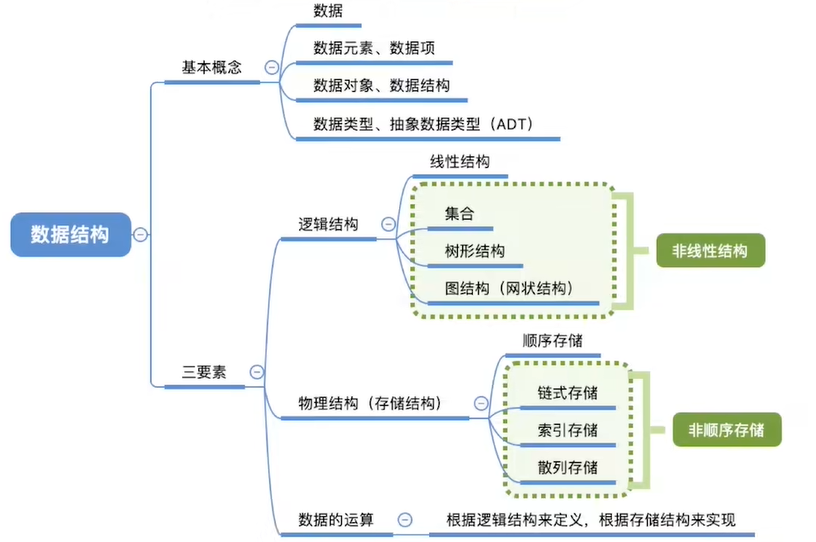 数据
数据元素、数据项
基本概念
数据对象、数据结构
数据类型、抽象数据类型（ADT）
线性结构
逻辑结构
集合
数据结构
树形结构
非线性结构
图结构（网状结构）
顺序存储
三要素
链式存储
物理结构（存储结构）
索引存储
非顺序存储
散列存储
数据的运算
根据逻辑结构来定义，根据存储结构来实现